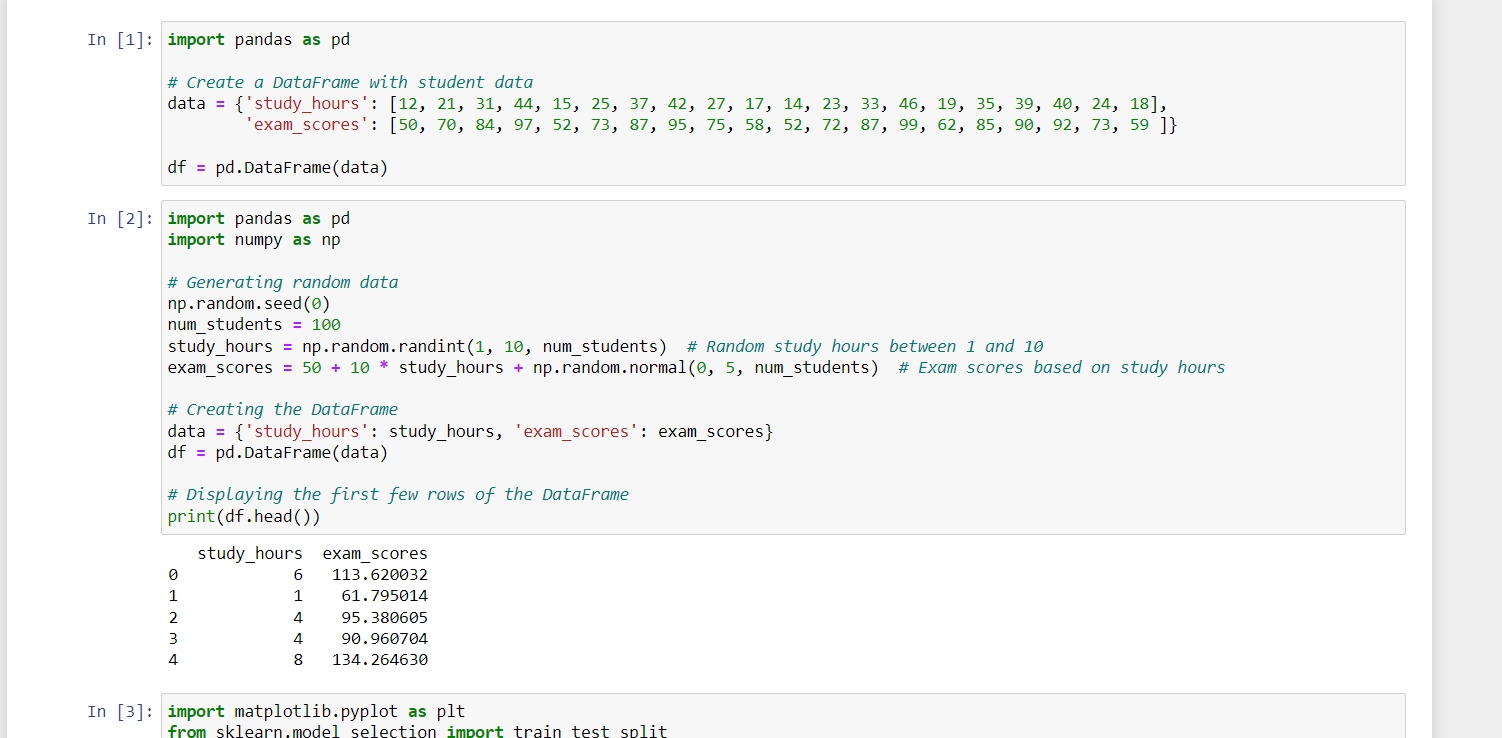 In [1]: import pandas as pd
# Create a DataFrame with student data
data = {'study_hours': [12, 21, 31, 44, 15, 25, 37, 42, 27, 17, 14, 23, 33, 46, 19, 35, 39, 40, 24, 18],
'exam_scores': [50, 70, 84, 97, 52, 73, 87, 95, 75, 58, 52, 72, 87, 99, 62, 85, 90, 92, 73, 59 ]}
df = pd.DataFrame(data)
In [2]: import pandas as pd
import numpy as np
# Generating random data
np.random.seed(0)
num_students = 100
study_hours = np.random.randint(1, 10, num_students)  # Random study hours between 1 and 10
exam_scores = 50 + 10 * study_hours + np.random.normal(0, 5, num_students)  # Exam scores based on study hours
# Creating the DataFrame
data = {'study_hours': study_hours, 'exam_scores': exam_scores}
df = pd.DataFrame(data)
# Displaying the first few rows of the DataFrame
print(df.head())
study_hours exam_scores
0 6 113.620032
1 1 61.795014
2 4 95.380605
3 4 90.960704
4 8 134.264630
In [3]: import matplotlib.pyplot as plt
from sklearn.model_selection import train_test_split